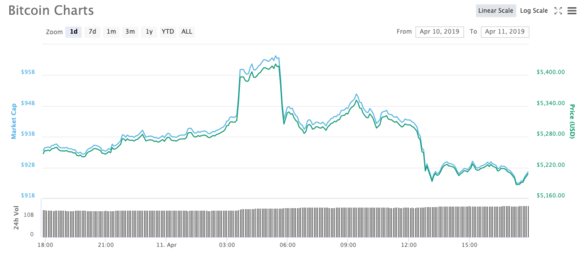 Bitcoin Charts
Linear Scale Log Scale
Zoom 1d 7d 1m 3m 1y YTD ALL
From Apr 10, 2019 To Apr 11, 2019
$95B
$94B
$93B
$92B
$91B
Market Cap
$5,400.00
$5,340.00
$5,280.00
$5,220.00
$5,160.00
Price (USD)
24h Vol
10B
0
18:00 21:00 11. Apr 03:00 06:00 09:00 12:00 15:00